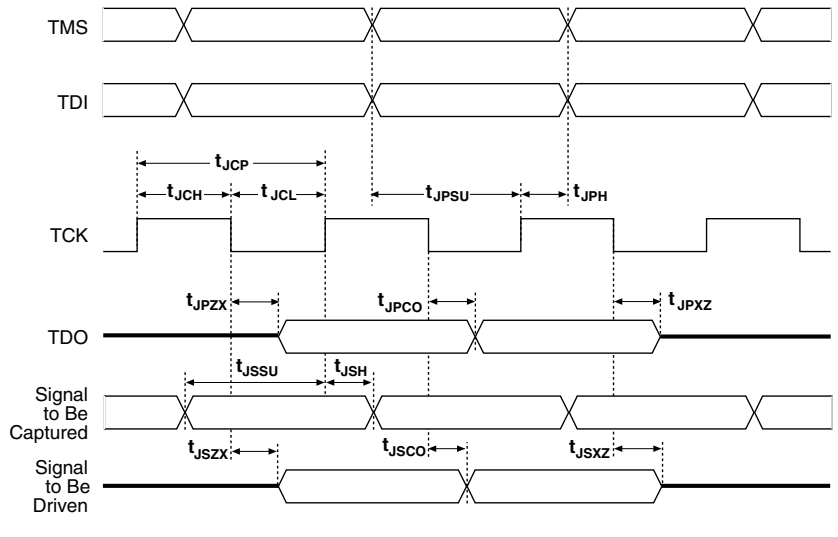 TMS
TDI
tJCP
tJCH
tJCL
tJPSU
tJPH
TCK
tJPZX
tJPCO
tJPXZ
TDO
tJSSU
tJSH
Signal
to Be
Captured
tJSZX
tJSCO
tJSXZ
Signal
to Be
Driven